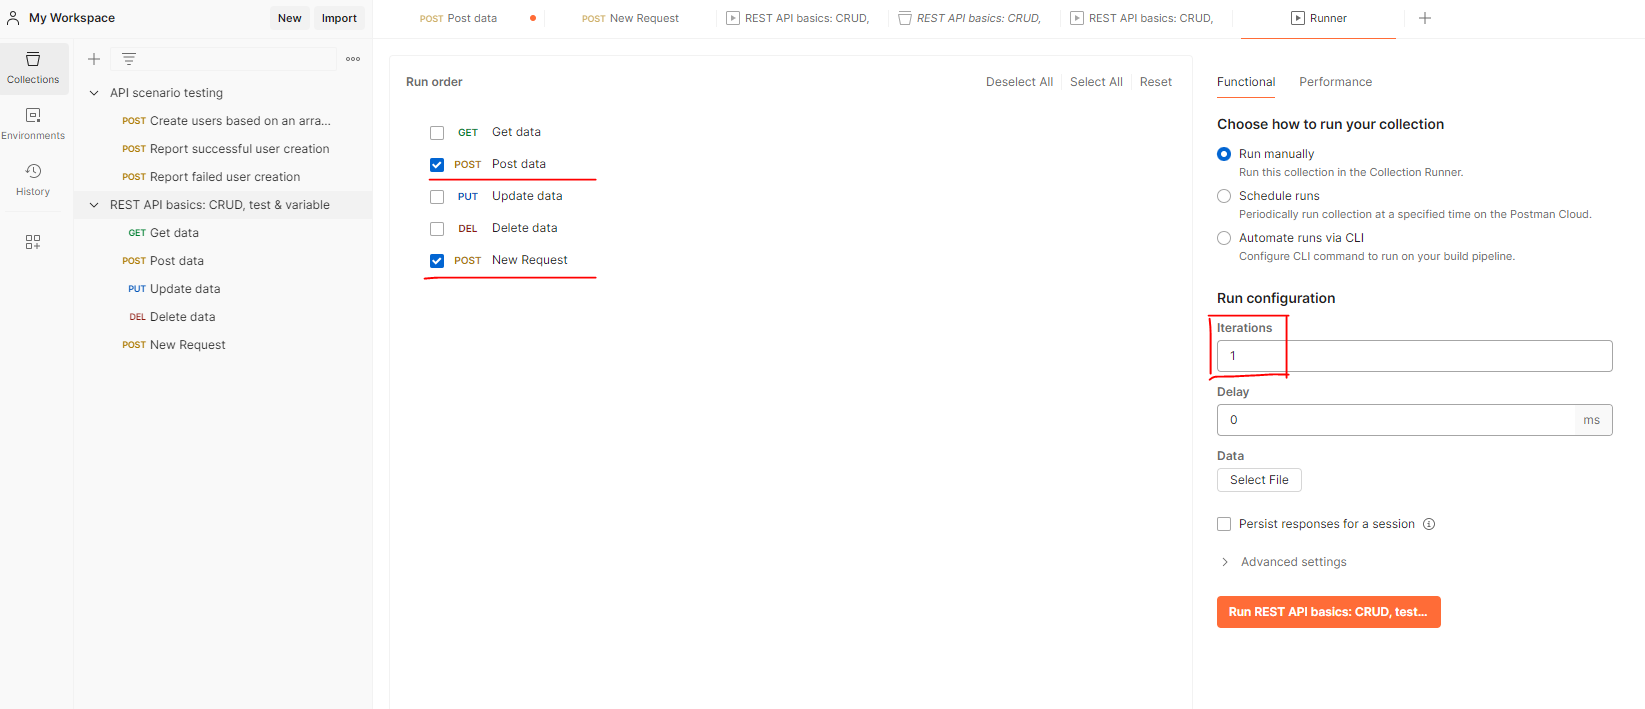 My Workspace
New
Import
POST Post data
POST New Request
REST API basics: CRUD,
REST API basics: CRUD,
REST API basics: CRUD,
Runner
Collections
Environments
History
API scenario testing
POST Create users based on an arra...
POST Report successful user creation
POST Report failed user creation
REST API basics: CRUD, test & variable
GET Get data
POST Post data
PUT Update data
DEL Delete data
POST New Request
Run order
Deselect All
Select All
Reset
GET Get data
POST Post data
PUT Update data
DEL Delete data
POST New Request
Functional
Performance
Choose how to run your collection
Run manually
Run this collection in the Collection Runner.
Schedule runs
Periodically run collection at a specified time on the Postman Cloud.
Automate runs via CLI
Configure CLI command to run on your build pipeline.
Run configuration
Iterations
1
Delay
0
ms
Data
Select File
Persist responses for a session
Advanced settings
Run REST API basics: CRUD, test...